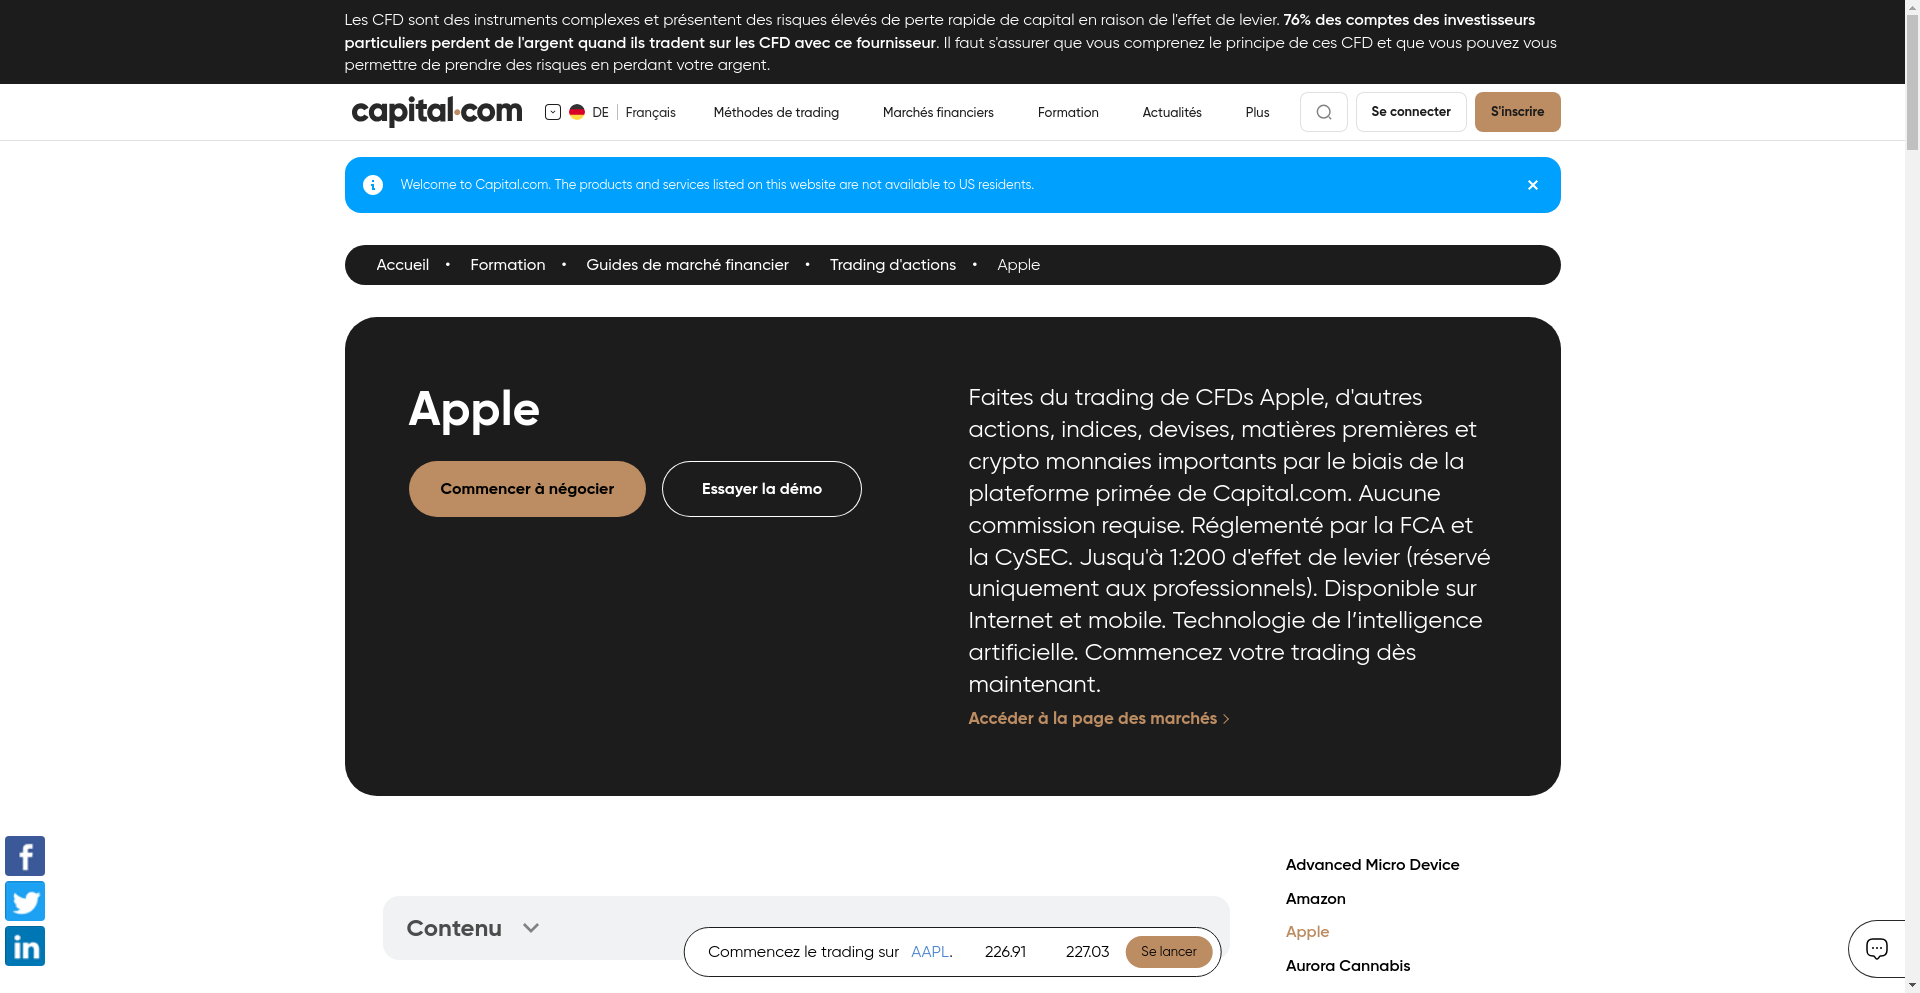 Les CFD sont des instruments complexes et présentent des risques élevés de perte rapide de capital en raison de l'effet de levier. 76% des comptes des investisseurs
particuliers perdent de l'argent quand ils tradent sur les CFD avec ce fournisseur. Il faut s'assurer que vous comprenez le principe de ces CFD et que vous pouvez vous
permettre de prendre des risques en perdant votre argent.
capital.com DE Français Méthodes de trading Marchés financiers Formation Actualités Plus Se connecter S'inscrire
Welcome to Capital.com. The products and services listed on this website are not available to US residents.
Accueil • Formation • Guides de marché financier • Trading d'actions • Apple
Apple
Commencer à négocier Essayer la démo
Faites du trading de CFDs Apple, d'autres
actions, indices, devises, matières premières et
crypto monnaies importants par le biais de la
plateforme primée de Capital.com. Aucune
commission requise. Réglementé par la FCA et
la CySEC. Jusqu'à 1:200 d'effet de levier (réservé
uniquement aux professionnels). Disponible sur
Internet et mobile. Technologie de l’intelligence
artificielle. Commencez votre trading dès
maintenant.
Accéder à la page des marchés
Contenu
Advanced Micro Device
Amazon
Apple
Aurora Cannabis
Commencez le trading sur AAPL. 226.91 227.03 Se lancer